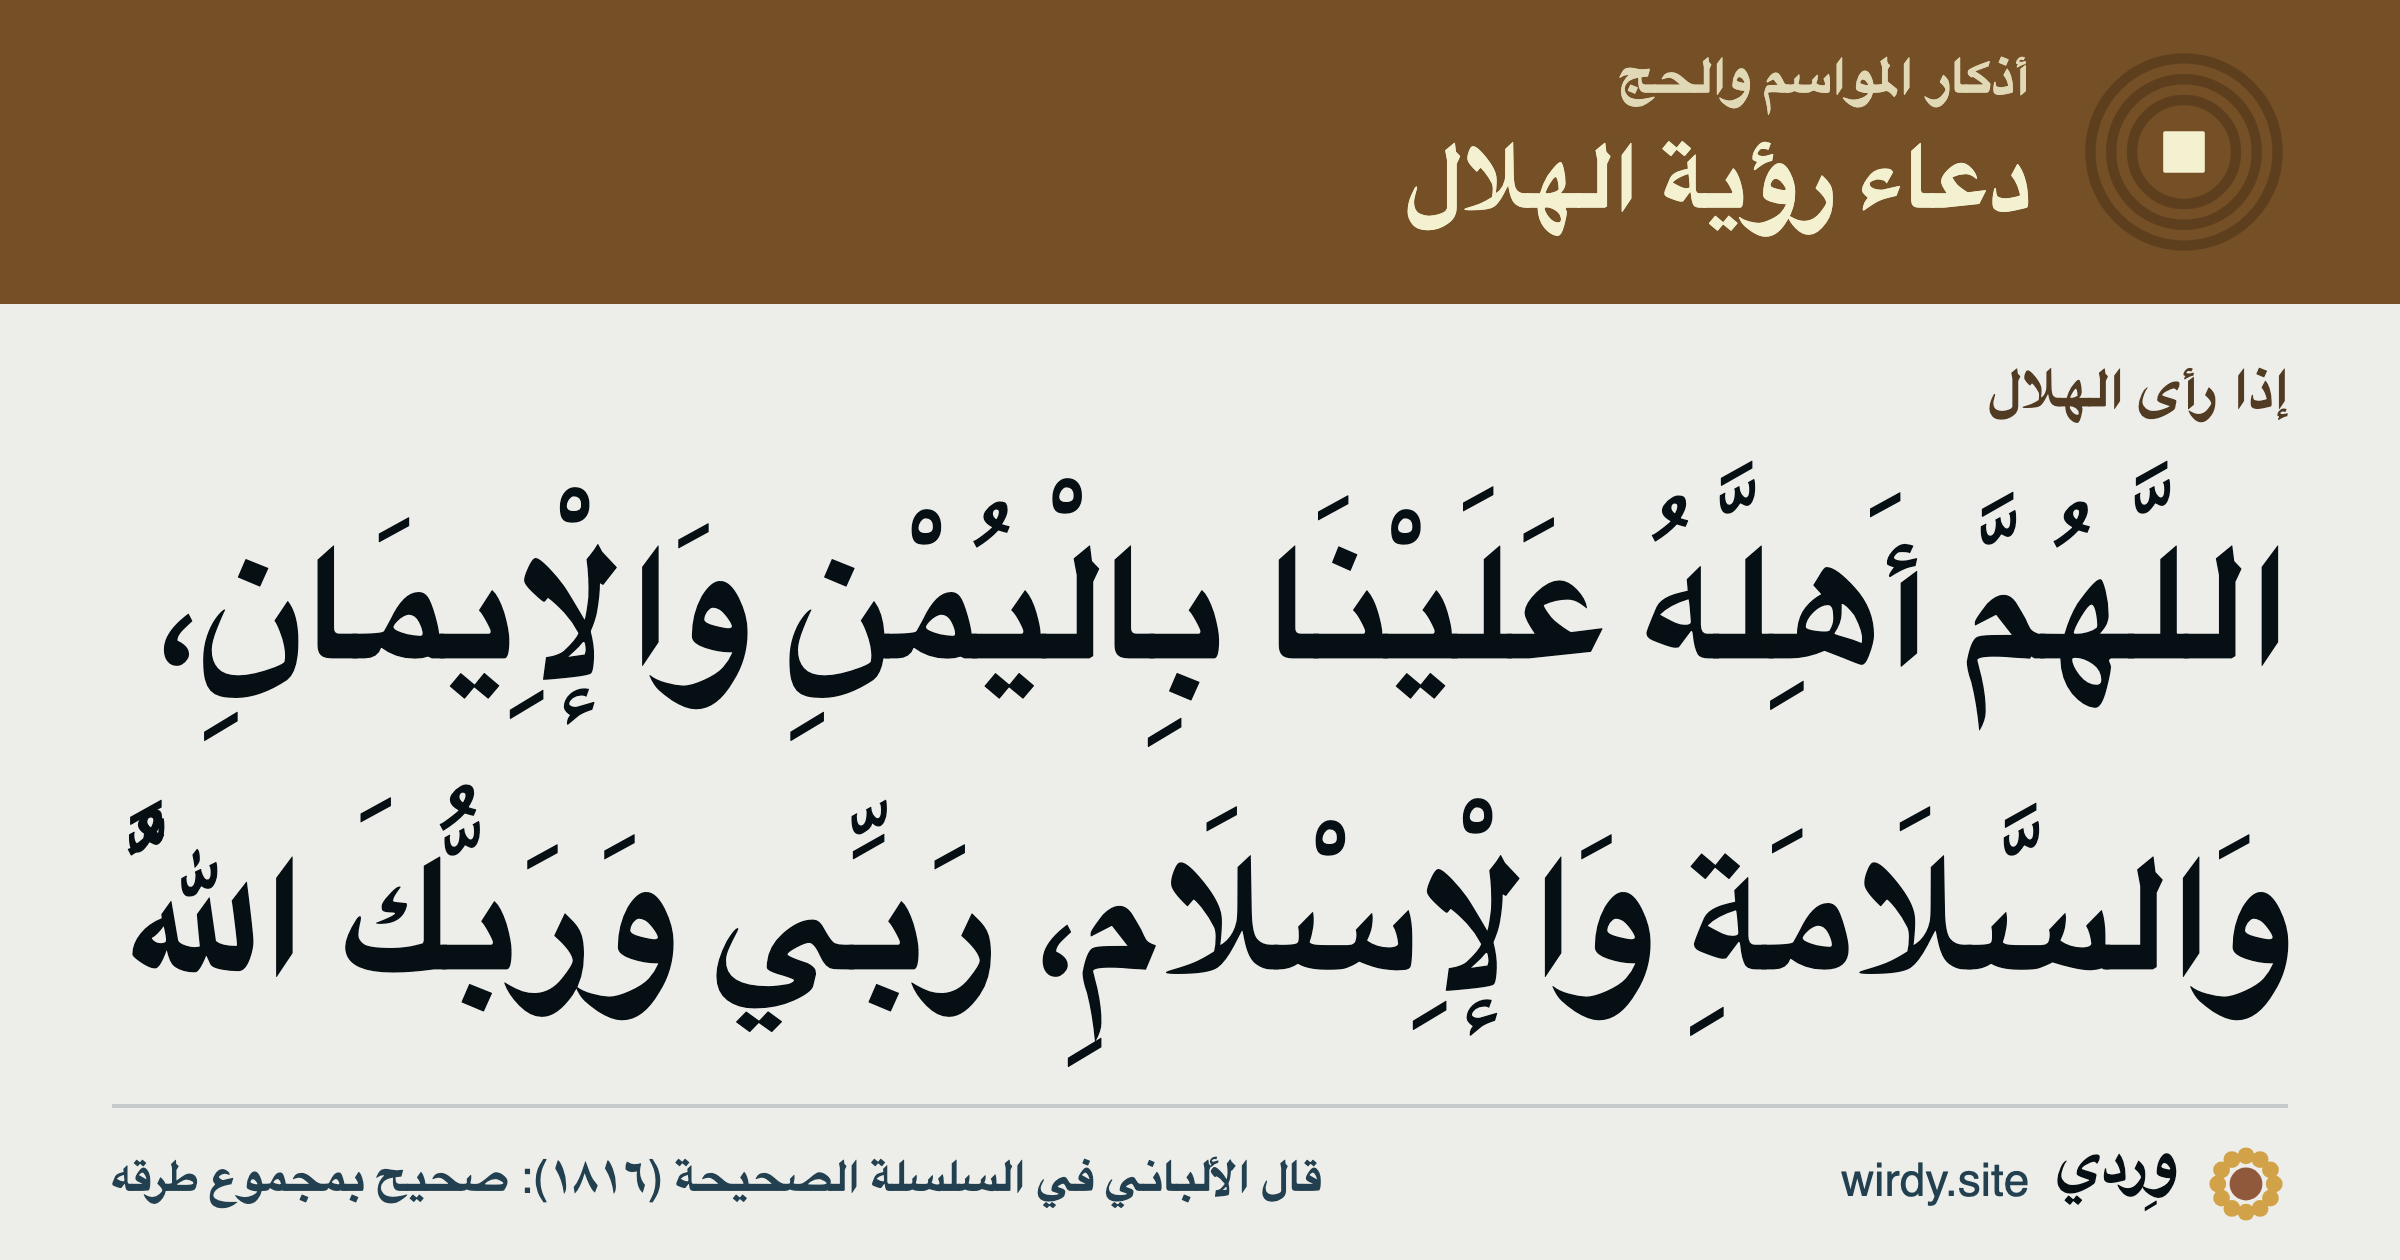 أذكار المواسم والحج
دعاء رؤية الهلال
إذا رأى الهلال
اللَّهُمَّ أَهِلَّهُ عَلَيْنَا بِالْيُمْنِ وَالْإِيمَانِ،
وَالسَّلَامَةِ وَالْإِسْلَامِ، رَبِّي وَرَبُّكَ اللهُ
وِردي wirdy.site
قال الألباني في السلسلة الصحيحة (١٨١٦): صحيح بمجموع طرقه